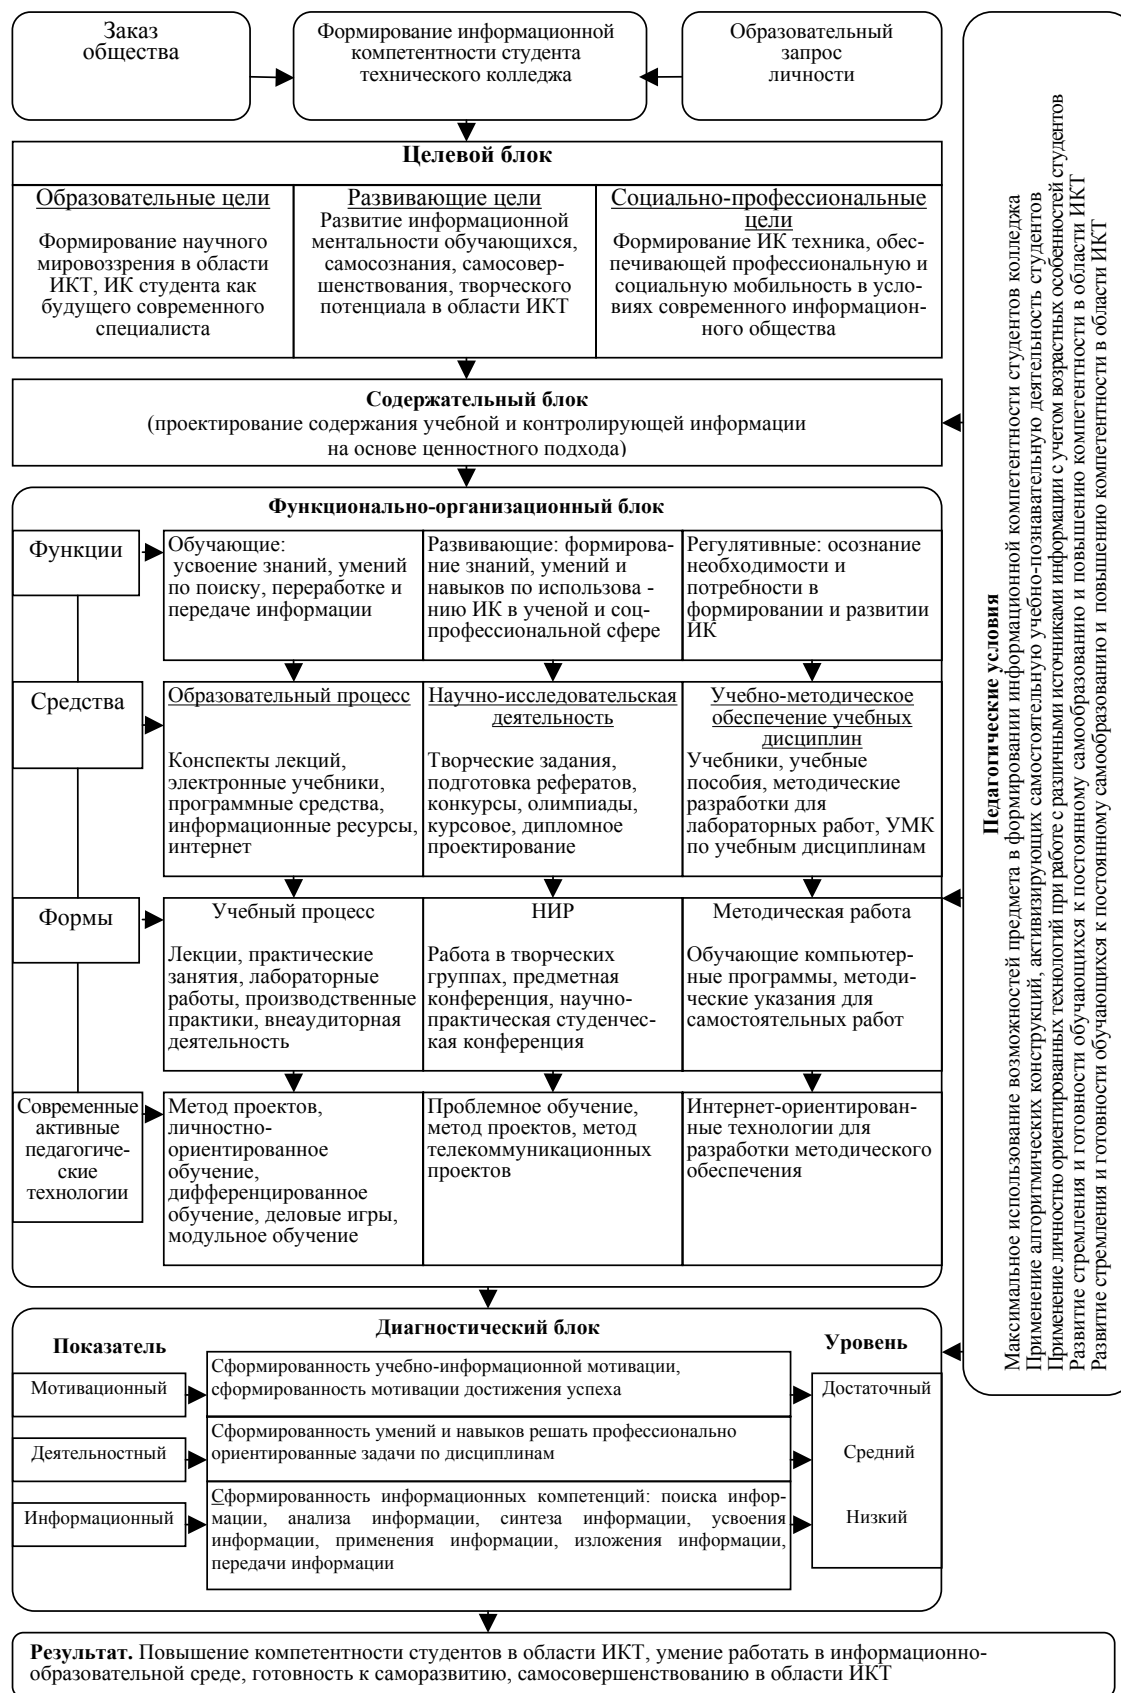 Заказ
общества
Формирование информационной
компетентности студента
технического колледжа
Образовательный
запрос
личности
Целевой блок
Образовательные цели
Формирование научного
мировоззрения в области
ИКТ, ИК студента как
будущего современного
специалиста
Развивающие цели
Развитие информационной
ментальности обучающихся,
самосознания, самосовер-
шенствования, творческого
потенциала в области ИКТ
Социально-профессиональные
цели
Формирование ИК техника, обес-
печивающей профессиональную и
социальную мобильность в усло-
виях современного информацион-
ного общества
Содержательный блок
(проектирование содержания учебной и контролирующей информации
на основе ценностного подхода)
Функционально-организационный блок
Функции
Обучающие:
усвоение знаний, умений
по поиску, переработке и
передаче информации
Развивающие: формирова-
ние знаний, умений и
навыков по использова -
нию ИК в ученой и соц-
профессиональной сфере
Регулятивные: осознание
необходимости и
потребности в
формировании и развитии
ИК
Средства
Образовательный процесс
Конспекты лекций,
электронные учебники,
программные средства,
информационные ресурсы,
интернет
Научно-исследовательская
деятельность
Творческие задания,
подготовка рефератов,
конкурсы, олимпиады,
курсовое, дипломное
проектирование
Учебно-методическое
обеспечение учебных
дисциплин
Учебники, учебные
пособия, методические
разработки для
лабораторных работ, УМК
по учебным дисциплинам
Формы
Учебный процесс
Лекции, практические
занятия, лабораторные
работы, производственные
практики, внеаудиторная
деятельность
НИР
Работа в творческих
группах, предметная
конференция, научно-
практическая студенчес-
кая конференция
Методическая работа
Обучающие компьютер-
ные программы, методи-
ческие указания для
самостоятельных работ
Современные
активные
педагогиче-
ские
технологии
Метод проектов,
личностно-
ориентированное
обучение,
дифференцированное
обучение, деловые игры,
модульное обучение
Проблемное обучение,
метод проектов, метод
телекоммуникационных
проектов
Интернет-ориентирован-
ные технологии для
разработки методического
обеспечения
Диагностический блок
Показатель
Уровень
Мотивационный
Сформированность учебно-информационной мотивации,
сформированность мотивации достижения успеха
Достаточный
Деятельностный
Сформированность умений и навыков решать профессионально
ориентированные задачи по дисциплинам
Средний
Информационный
Сформированность информационных компетенций: поиска инфор-
мации, анализа информации, синтеза информации, усвоения
информации, применения информации, изложения информации,
передачи информации
Низкий
Педагогические условия
Максимальное использование возможностей предмета в формировании информационной компетентности студентов колледжа
Применение алгоритмических конструкций, активизирующих самостоятельную учебно-познавательную деятельность студентов
Применение личностно ориентированных технологий при работе с различными источниками информации с учетом возрастных особенностей студентов
Развитие стремления и готовности обучающихся к постоянному самообразованию и повышению компетентности в области ИКТ
Развитие стремления и готовности обучающихся к постоянному самообразованию и повышению компетентности в области ИКТ
Результат. Повышение компетентности студентов в области ИКТ, умение работать в информационно-
образовательной среде, готовность к саморазвитию, самосовершенствованию в области ИКТ